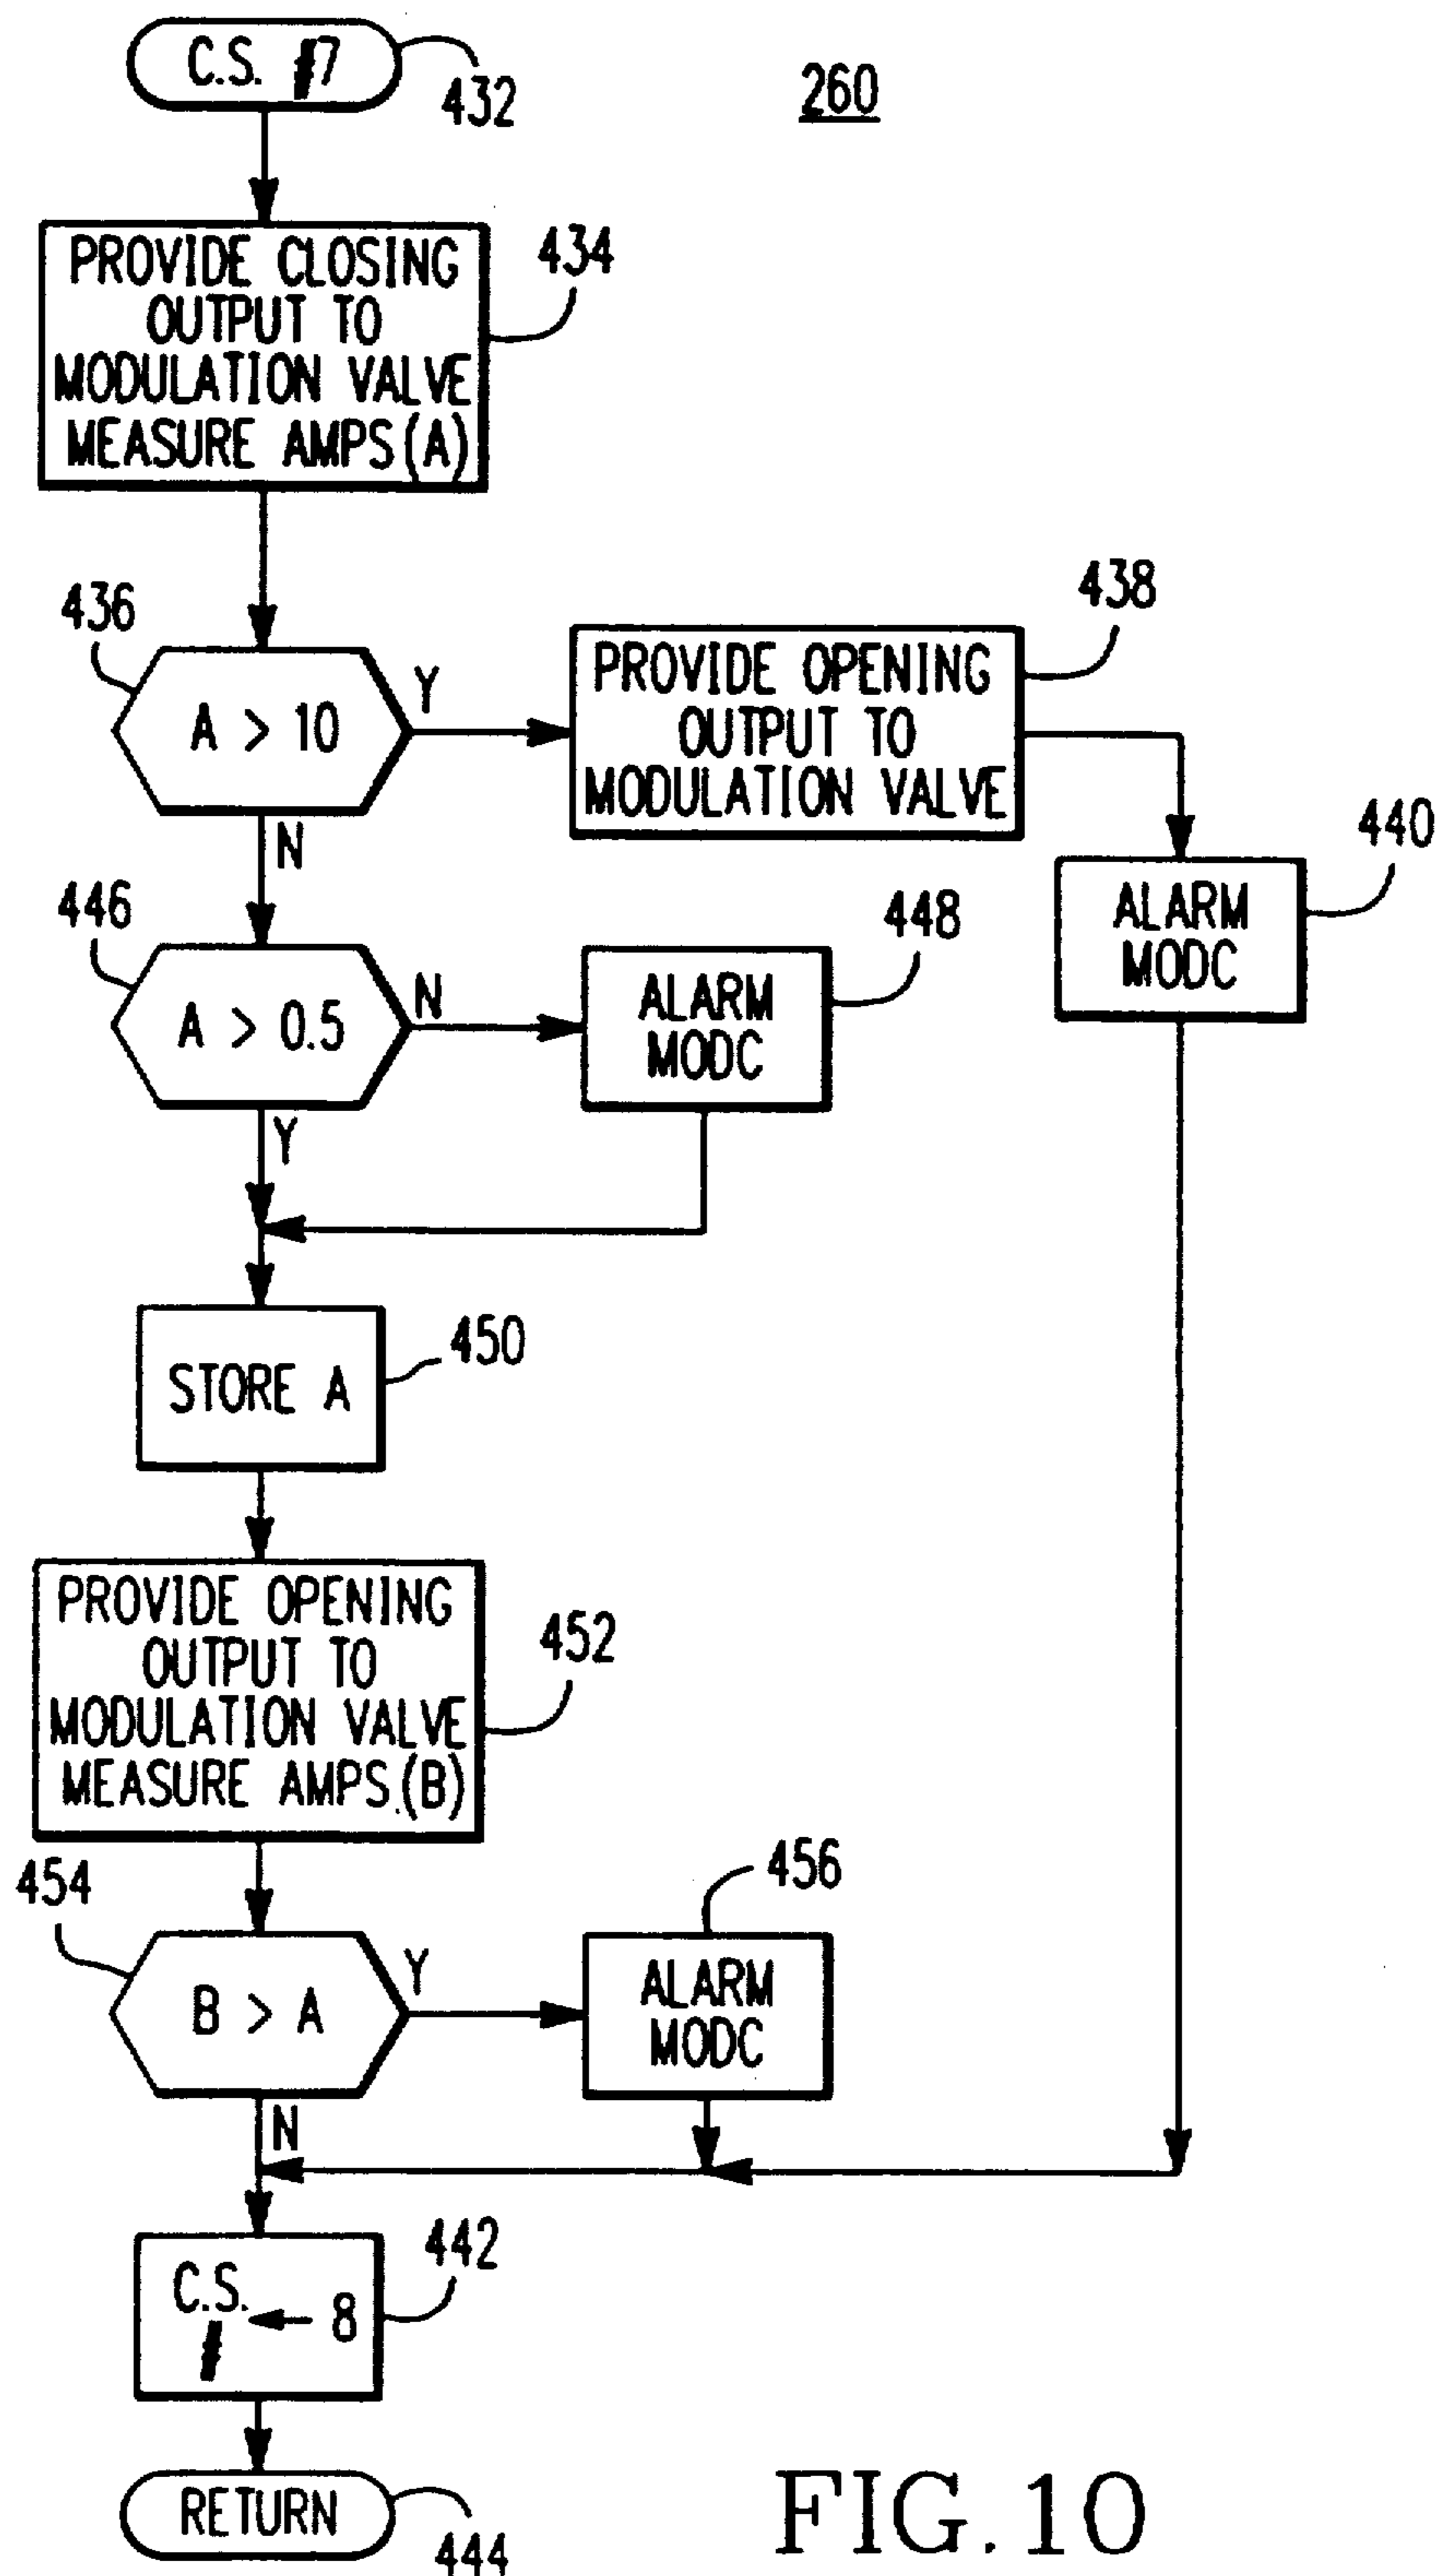 C.S. #7
432
260
PROVIDE CLOSING
OUTPUT TO
MODULATION VALVE
MEASURE AMPS (A)
434
436
A > 10
Y
N
PROVIDE OPENING
OUTPUT TO
MODULATION VALVE
438
ALARM
MODC
440
446
A > 0.5
N
Y
ALARM
MODC
448
STORE A
450
PROVIDE OPENING
OUTPUT TO
MODULATION VALVE
MEASURE AMPS.(B)
452
454
B > A
Y
N
ALARM
MODC
456
C.S.
# ← 8
442
RETURN
444
FIG. 10